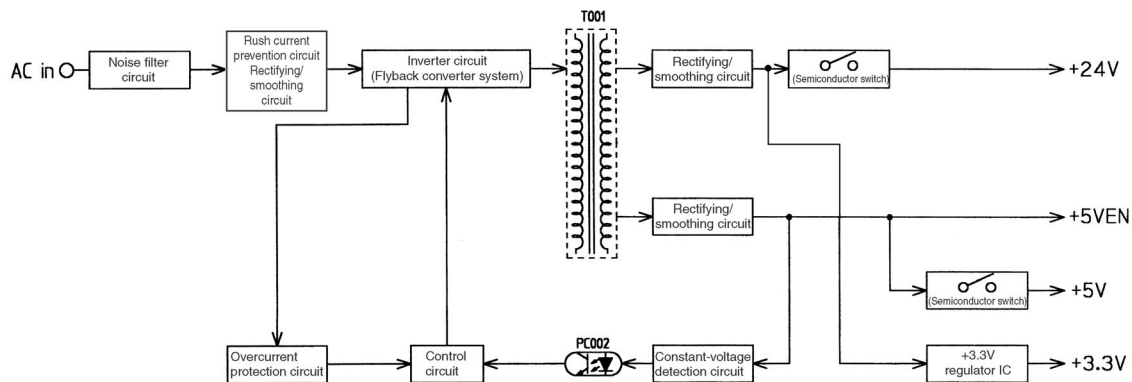 T001
AC in
Noise filter
circuit
Rush current
prevention circuit
Rectifying/
smoothing
circuit
Inverter circuit
(Flyback converter system)
Rectifying/
smoothing circuit
(Semiconductor switch)
+24V
Rectifying/
smoothing circuit
+5VEN
(Semiconductor switch)
+5V
Overcurrent
protection circuit
Control
circuit
PC002
Constant-voltage
detection circuit
+3.3V
regulator IC
+3.3V